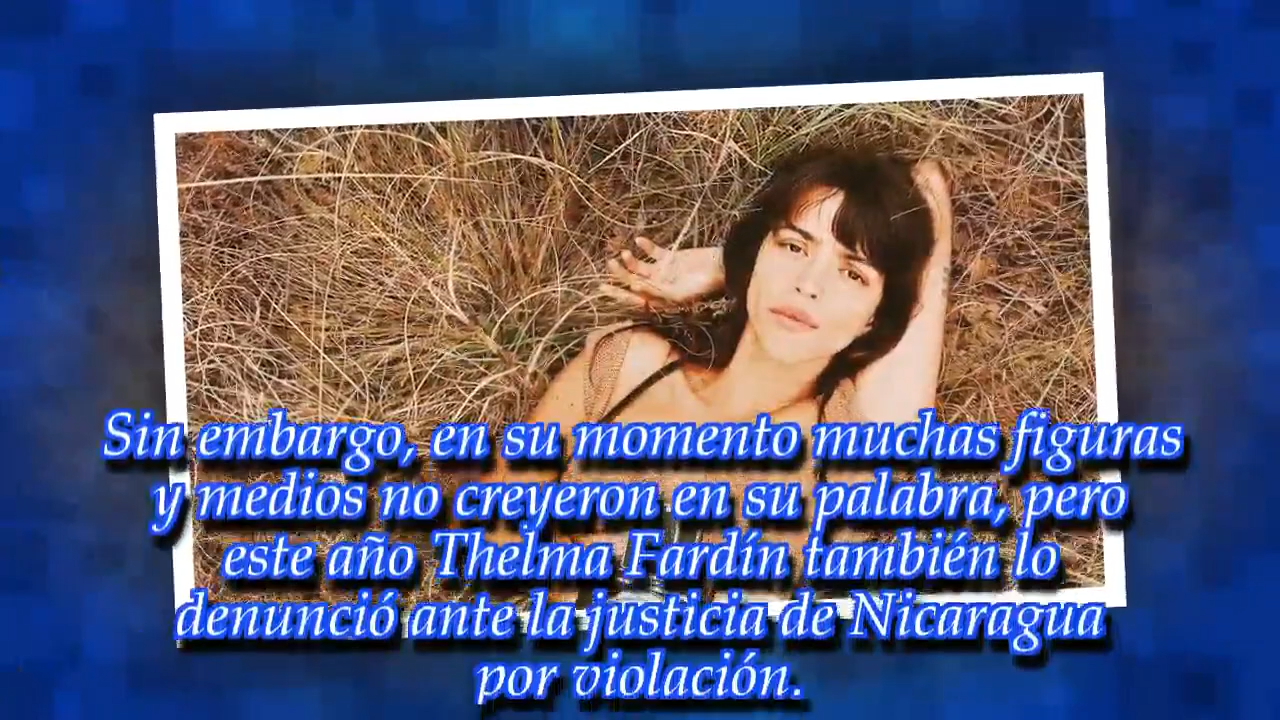 Sin embargo, en su momento muchas figuras
y medios no creyeron en su palabra, pero
este año Thelma Fardín también lo
denunció ante la justicia de Nicaragua
por violación.